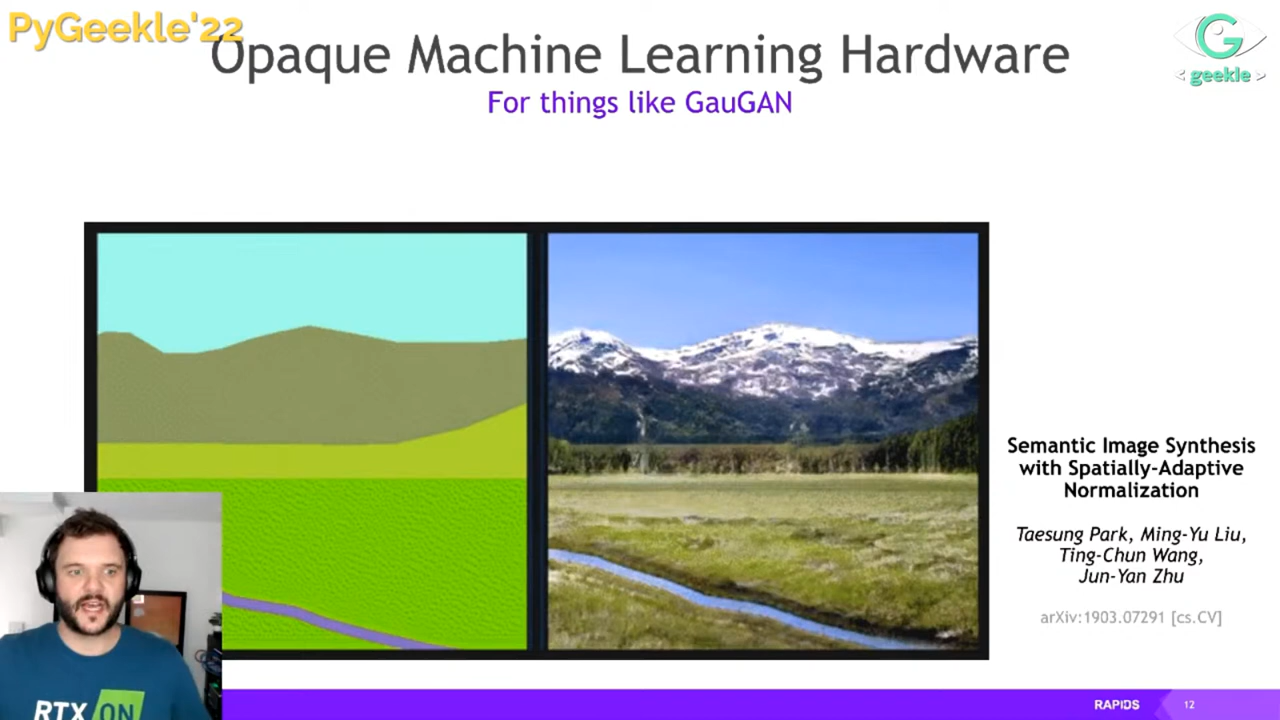 PyGeekle'22
Opaque Machine Learning Hardware
For things like GauGAN
G
< geekle >
Semantic Image Synthesis
with Spatially-Adaptive
Normalization
Taesung Park, Ming-Yu Liu,
Ting-Chun Wang,
Jun-Yan Zhu
arXiv:1903.07291 [cs.CV]
RTX ON
RAPIDS
12